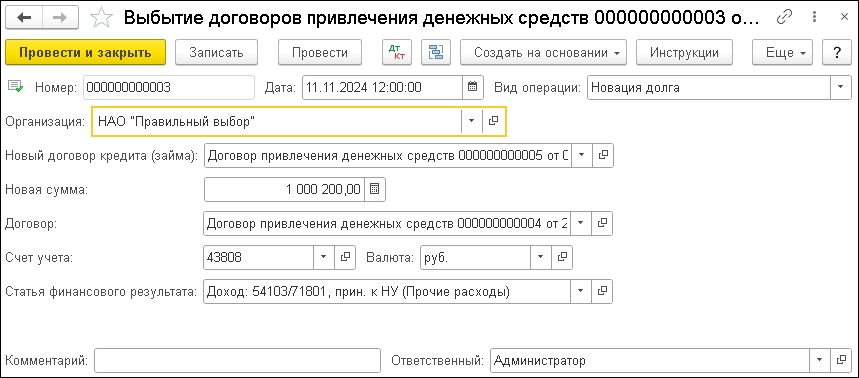 Выбытие договоров привлечения денежных средств 000000000003 о...
Провести и закрыть Записать Провести Дт Кт Создать на основании Инструкции Еще ?
Номер: 000000000003 Дата: 11.11.2024 12:00:00 Вид операции: Новация долга
Организация: НАО "Правильный выбор"
Новый договор кредита (займа): Договор привлечения денежных средств 000000000005 от 0
Новая сумма: 1 000 200,00
Договор: Договор привлечения денежных средств 000000000004 от 2
Счет учета: 43808 Валюта: руб.
Статья финансового результата: Доход: 54103/71801, прин. к НУ (Прочие расходы)
Комментарий: Ответственный: Администратор